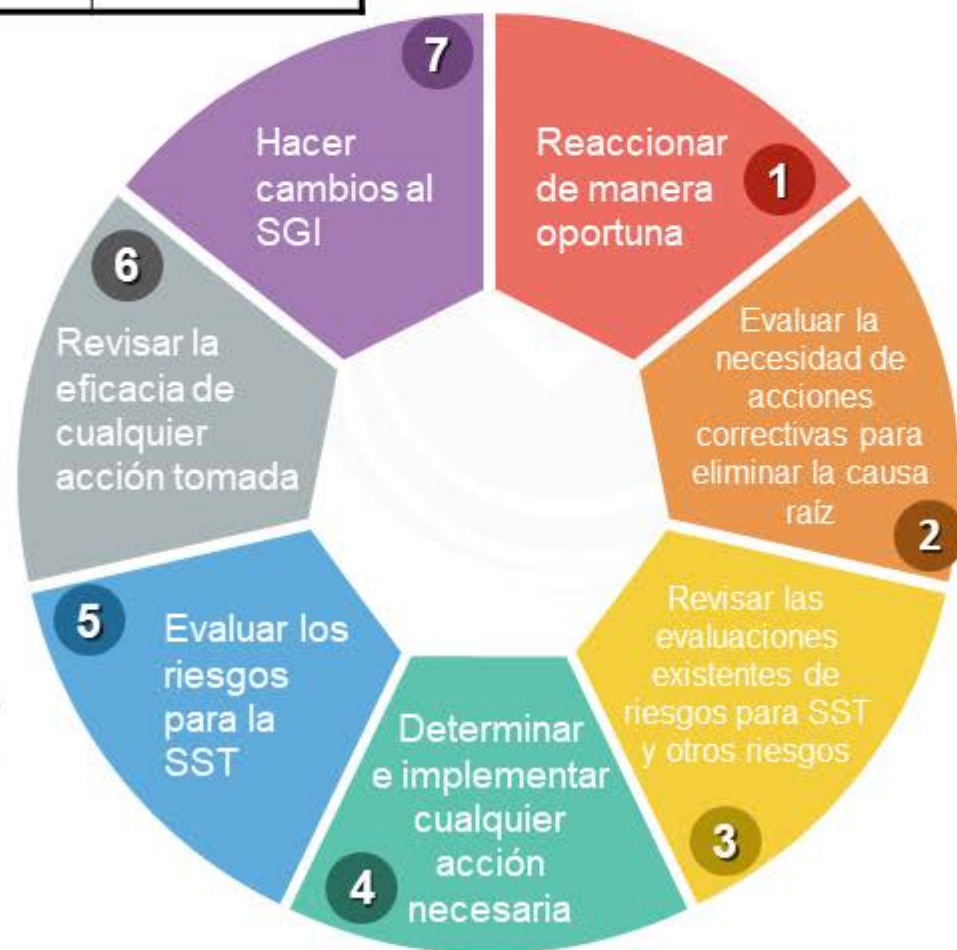 1
Reaccionar
de manera
oportuna
2
Evaluar la
necesidad de
acciones
correctivas para
eliminar la causa
raíz
3
Revisar las
evaluaciones
existentes de
riesgos para SST
y otros riesgos
4
Determinar
e implementar
cualquier
acción
necesaria
5
Evaluar los
riesgos
para la
SST
6
Revisar la
eficacia de
cualquier
acción tomada
7
Hacer
cambios al
SGI